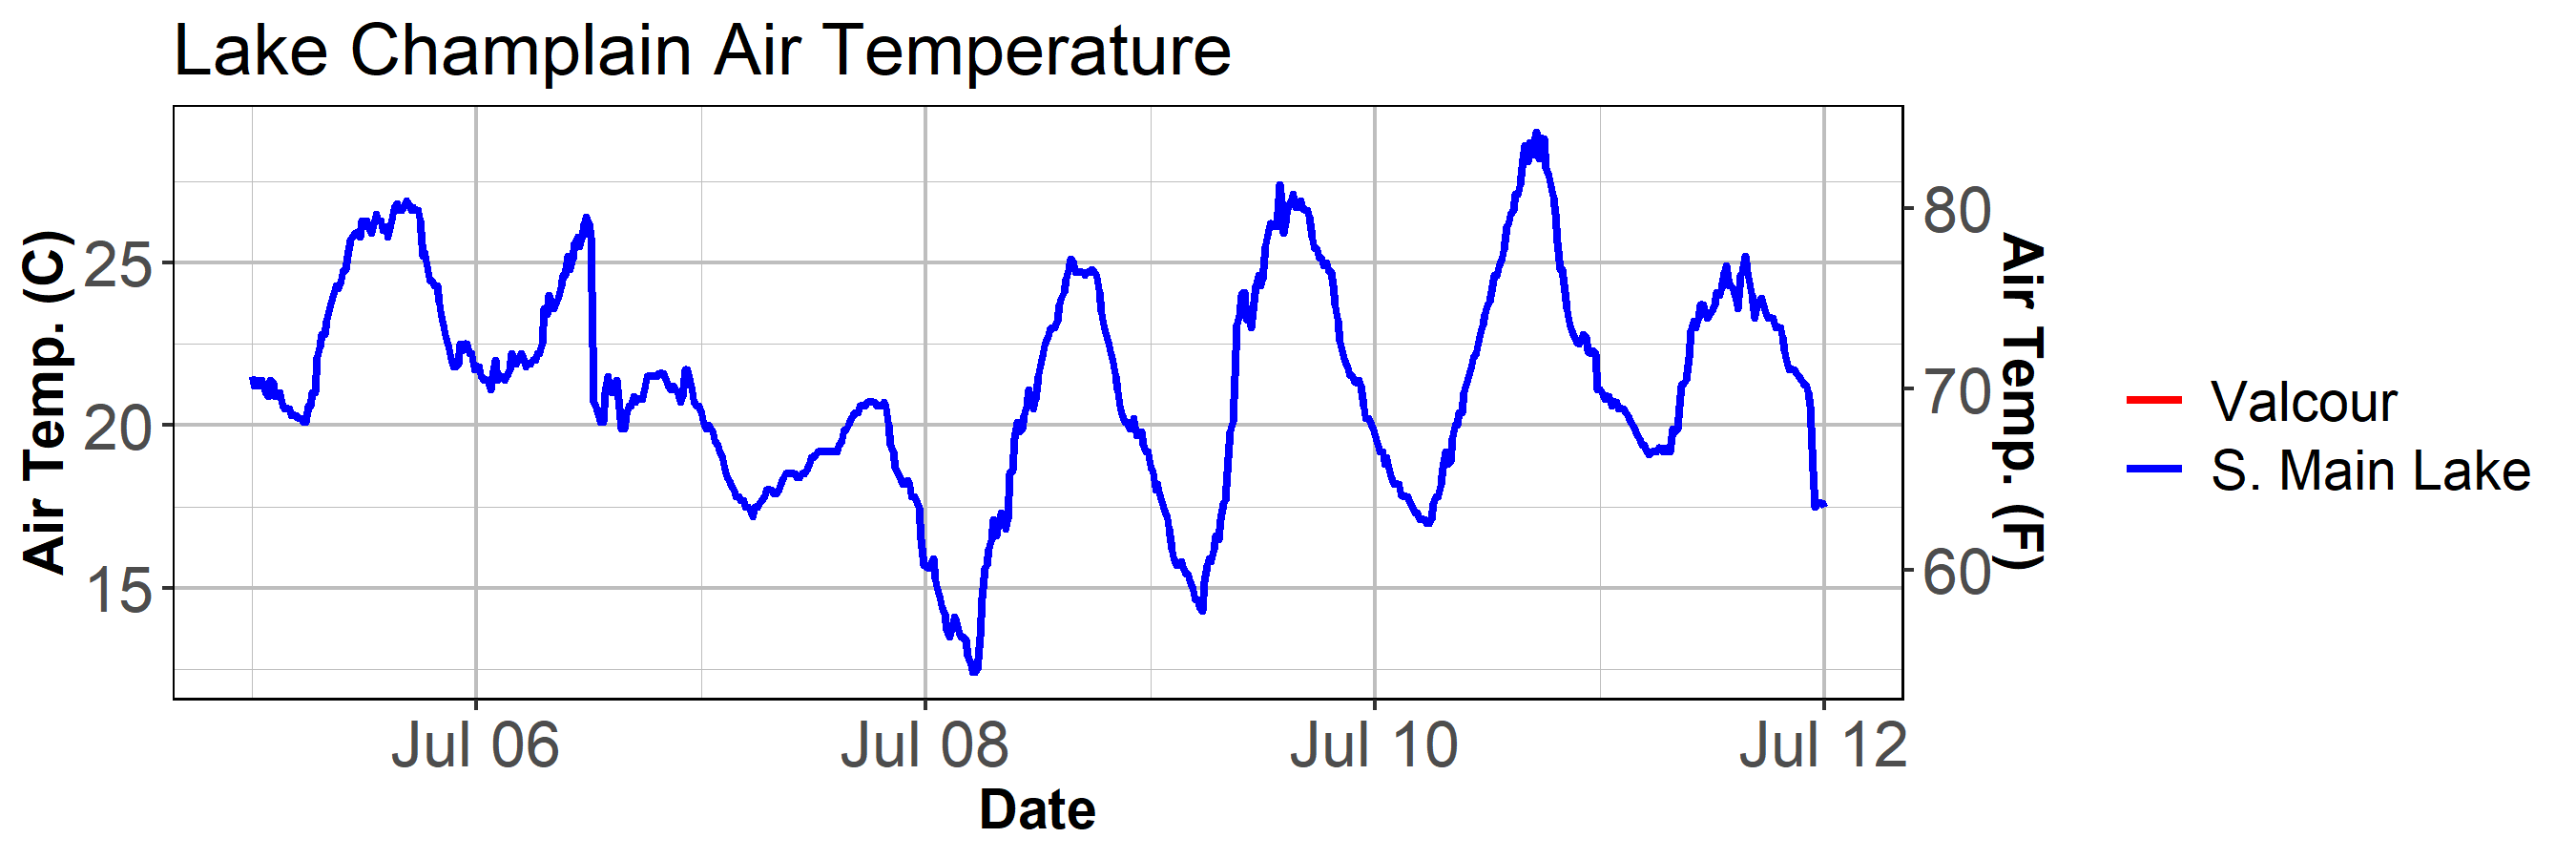 Lake Champlain Air Temperature
Air Temp. (C)
25
20
15
80
70
60
Air Temp. (F)
Jul 06
Jul 08
Jul 10
Jul 12
Date
Valcour
S. Main Lake